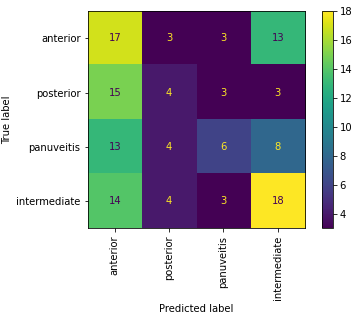 anterior 17 3 3 13
posterior 15 4 3 3
panuveitis 13 4 6 8
intermediate 14 4 3 18
anterior posterior panuveitis intermediate
True label
Predicted label
18
16
14
12
10
8
6
4